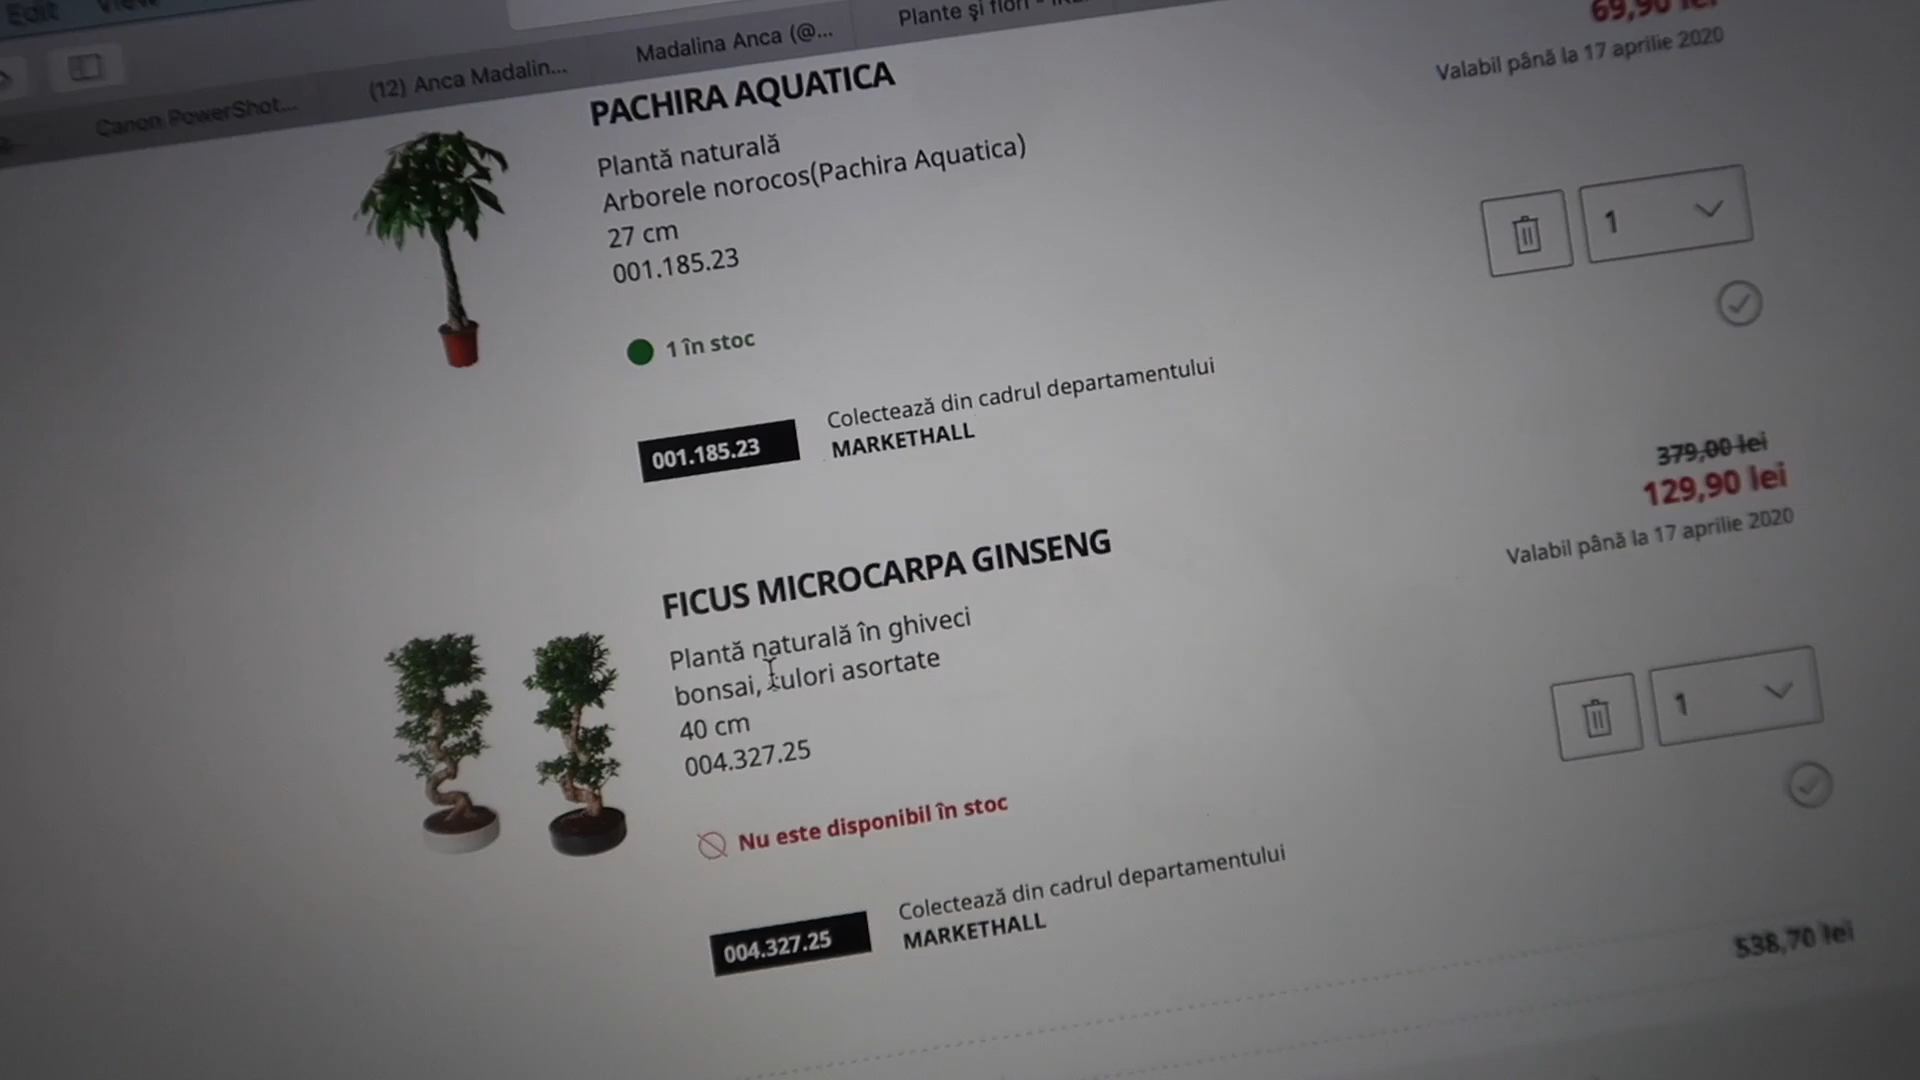 Edit View
Canon PowerShot...
(12) Anca Madalin...
Madalina Anca (@...
Plante și flori -
69,90 lei
Valabil până la 17 aprilie 2020
PACHIRA AQUATICA
Plantă naturală
Arborele norocos(Pachira Aquatica)
27 cm
001.185.23
1
1 în stoc
001.185.23
Colectează din cadrul departamentului
MARKETHALL
379,00 lei
129,90 lei
Valabil până la 17 aprilie 2020
FICUS MICROCARPA GINSENG
Plantă naturală în ghiveci
bonsai, culori asortate
40 cm
004.327.25
1
Nu este disponibil în stoc
004.327.25
Colectează din cadrul departamentului
MARKETHALL
538,70 lei